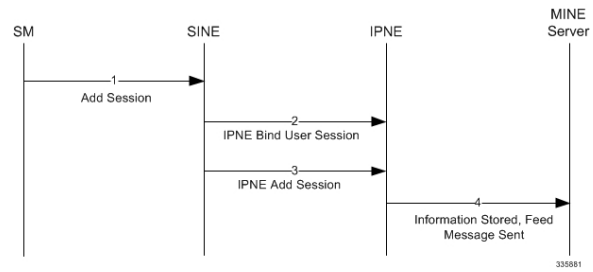 SM
SINE
IPNE
MINE
Server
1
Add Session
2
IPNE Bind User Session
3
IPNE Add Session
4
Information Stored, Feed
Message Sent
335881